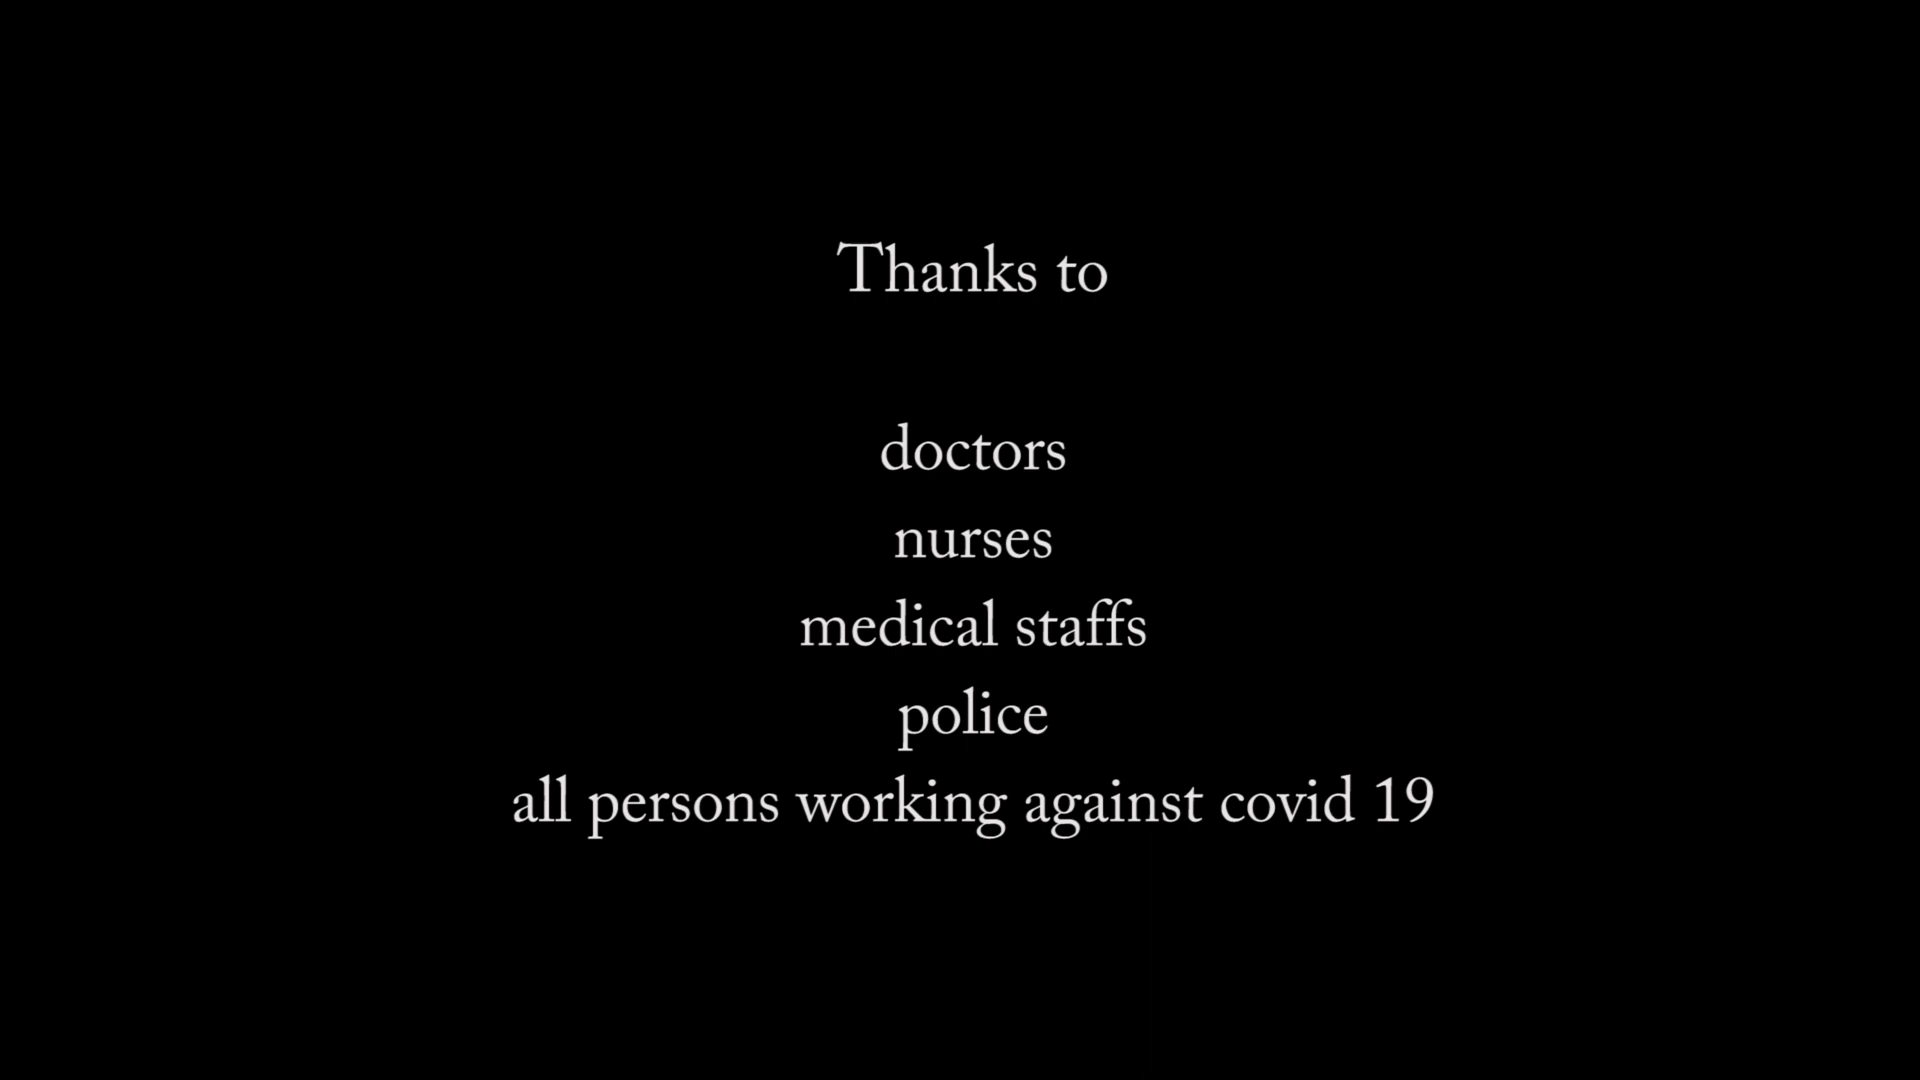 Thanks to
doctors
nurses
medical staffs
police
all persons working against covid 19